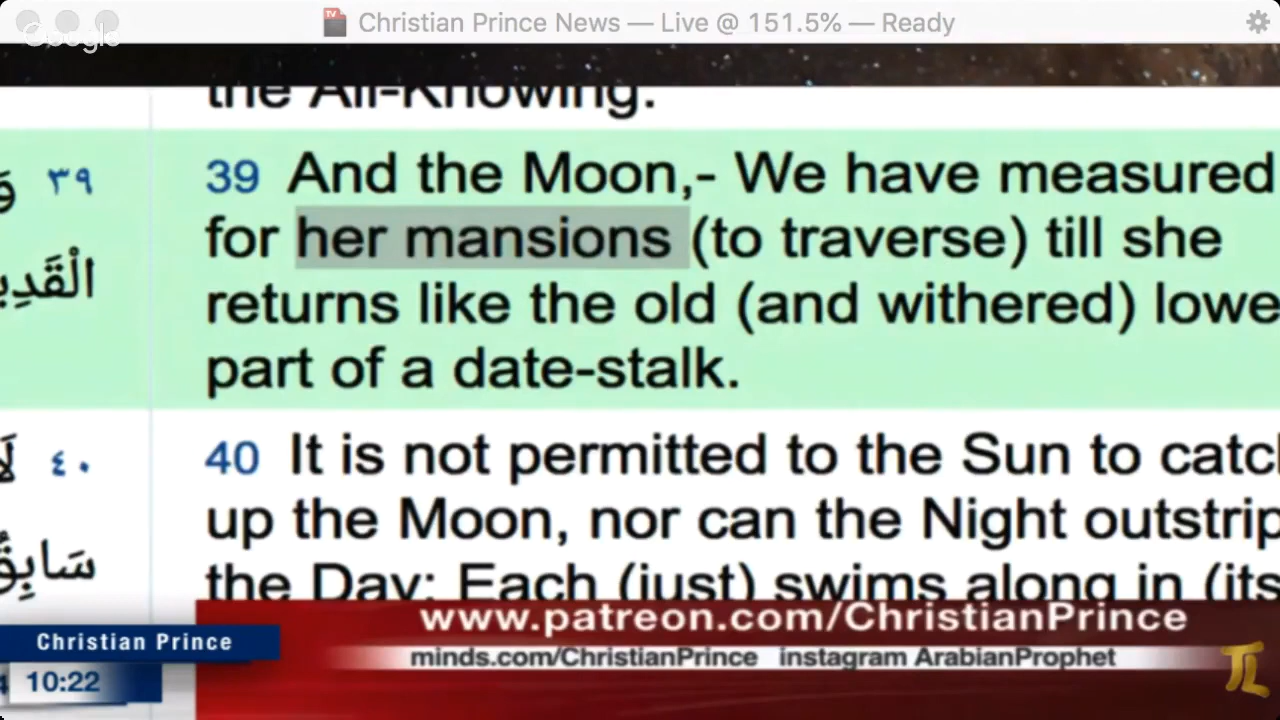 Christian Prince News — Live @ 151.5% — Ready
Google
the All-Knowing.
٣٩
39 And the Moon,- We have measured
for her mansions (to traverse) till she
returns like the old (and withered) lowe
part of a date-stalk.
٤٠
40 It is not permitted to the Sun to catc
up the Moon, nor can the Night outstrip
the Day: Each (just) swims along in (its
www.patreon.com/ChristianPrince
Christian Prince
minds.com/ChristianPrince instagram ArabianProphet
10:22